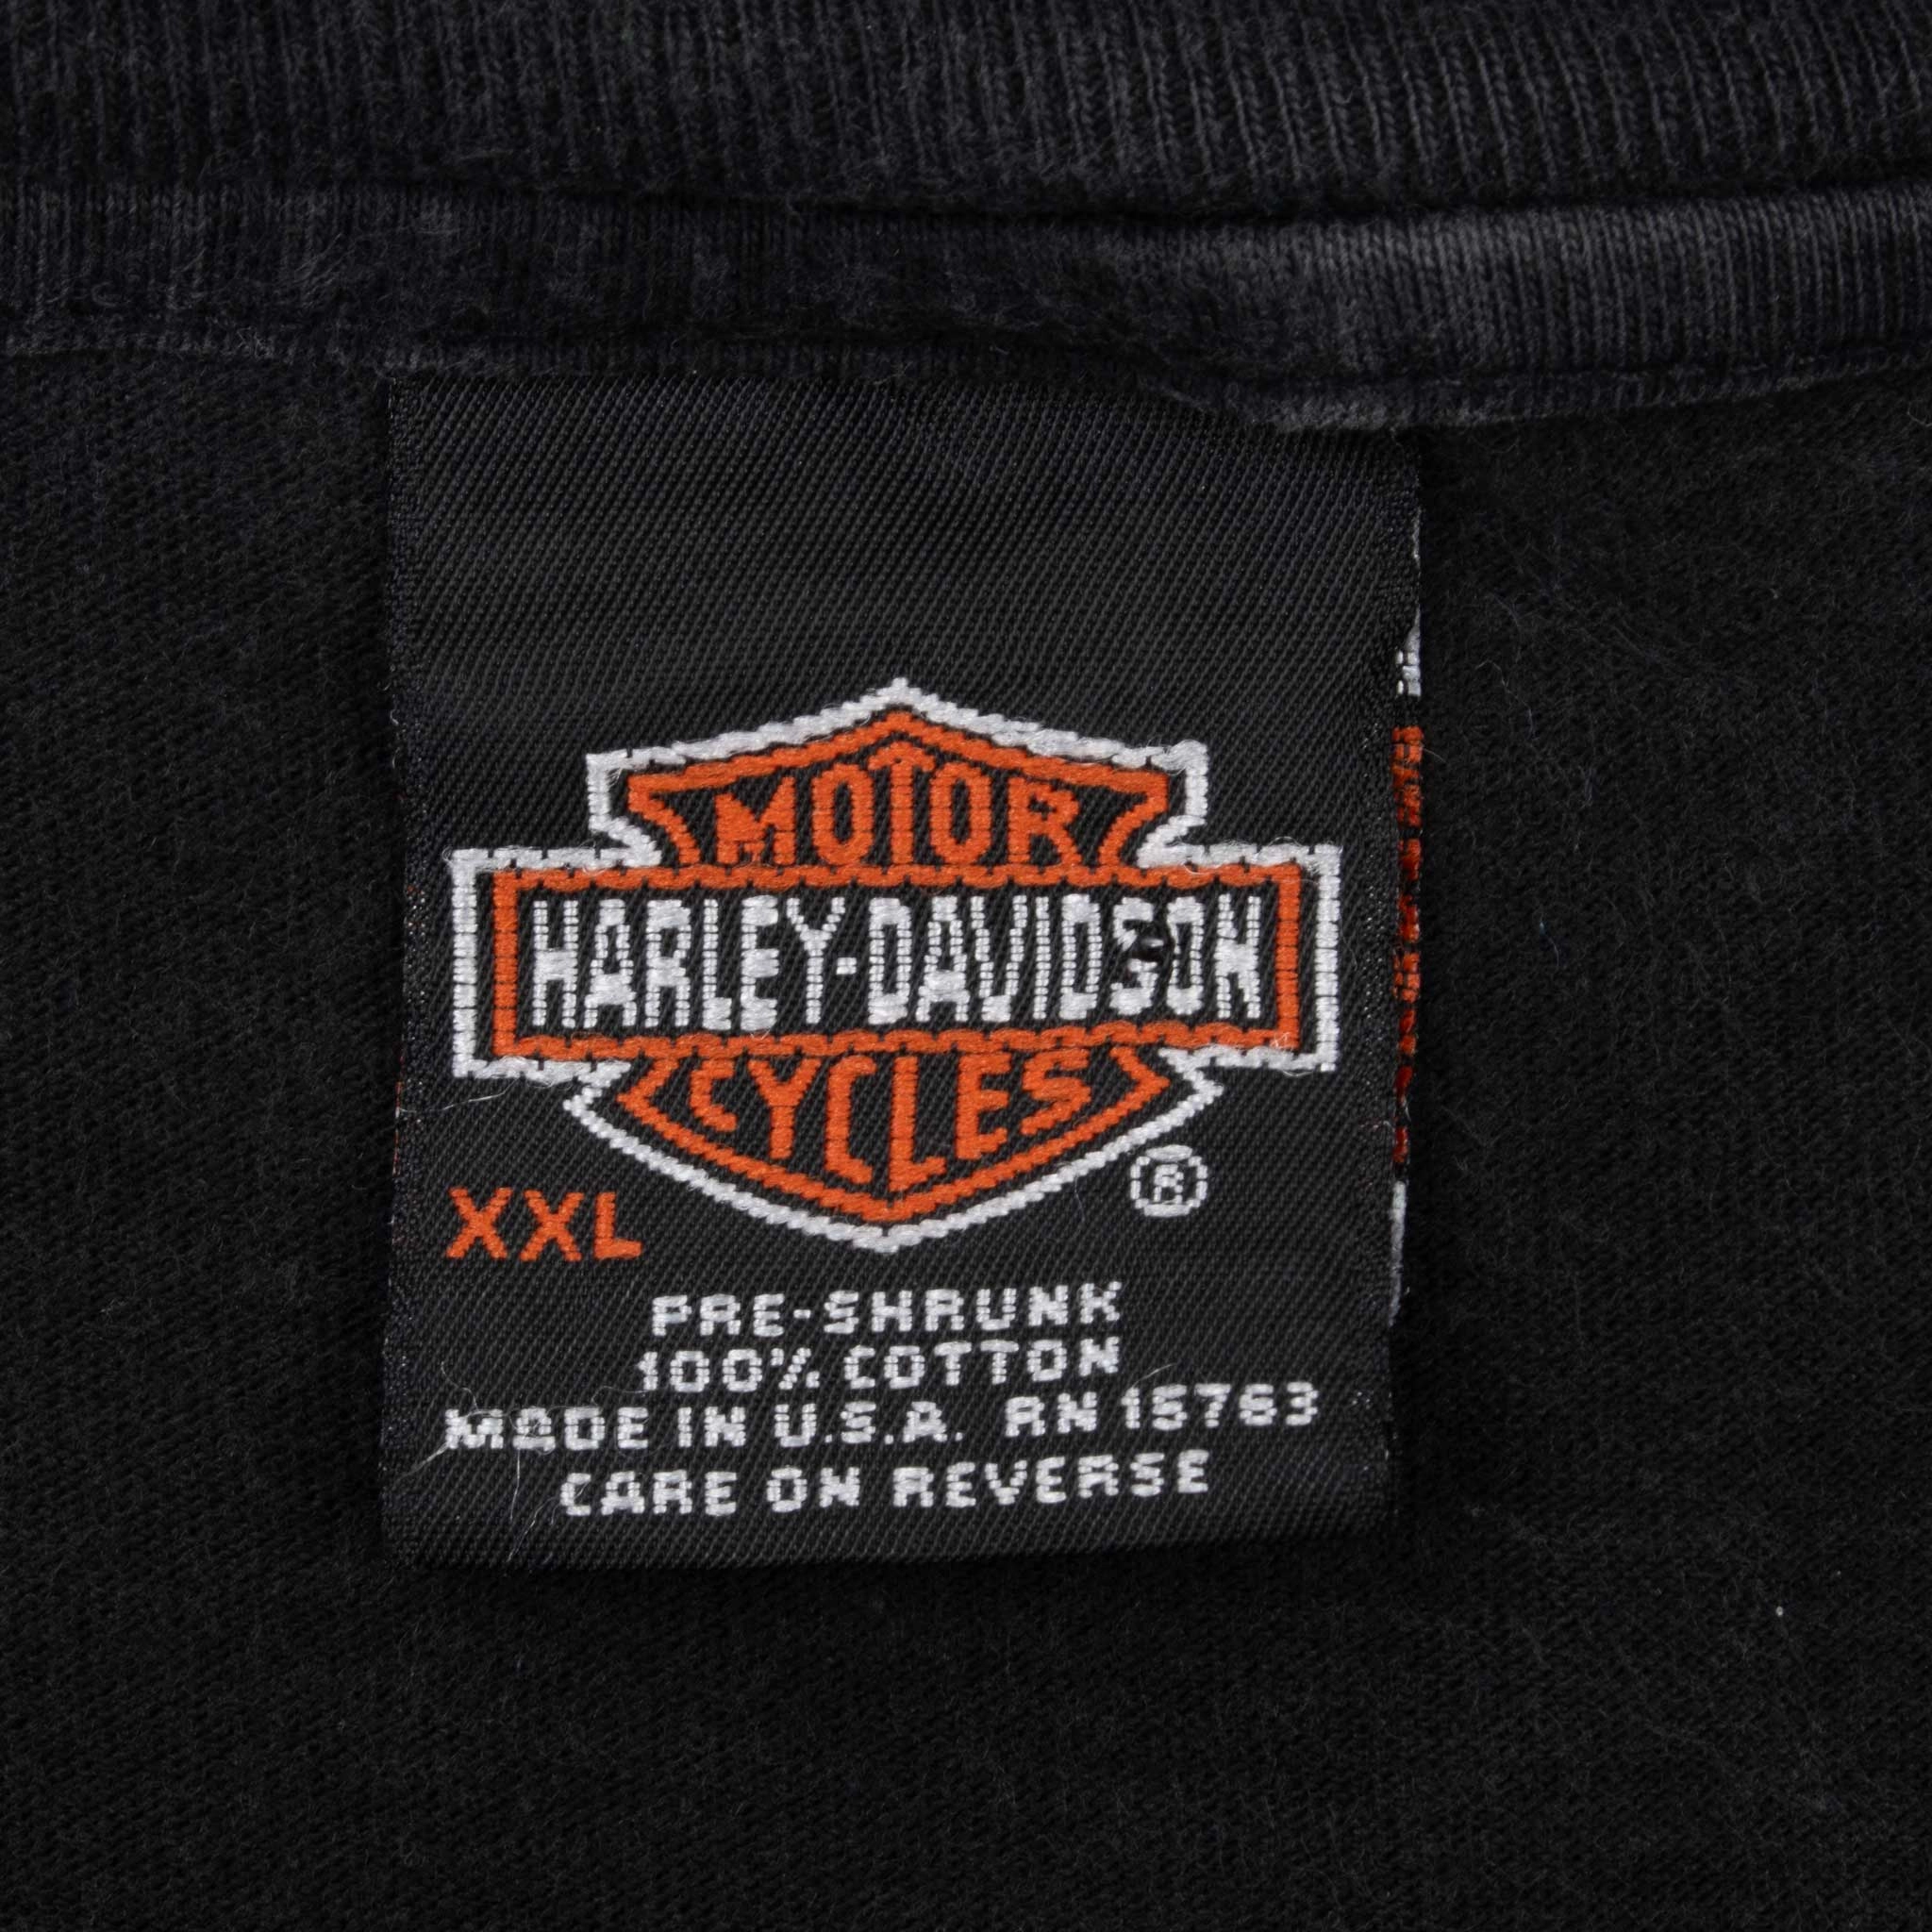 MOTOR
HARLEY-DAVIDSON
CYCLES
®
XXL
PRE-SHRUNK
100% COTTON
MADE IN U.S.A. RN 15763
CARE ON REVERSE